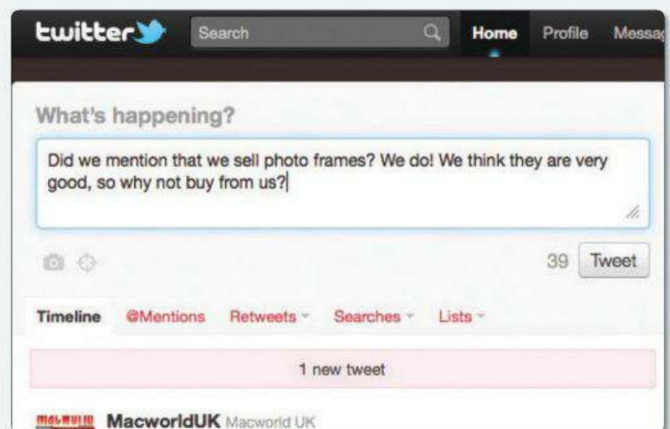 twitter
Search
Home Profile Messag
What's happening?
Did we mention that we sell photo frames? We do! We think they are very
good, so why not buy from us?
39 Tweet
Timeline @Mentions Retweets Searches Lists
1 new tweet
MacworldUK Macworld UK